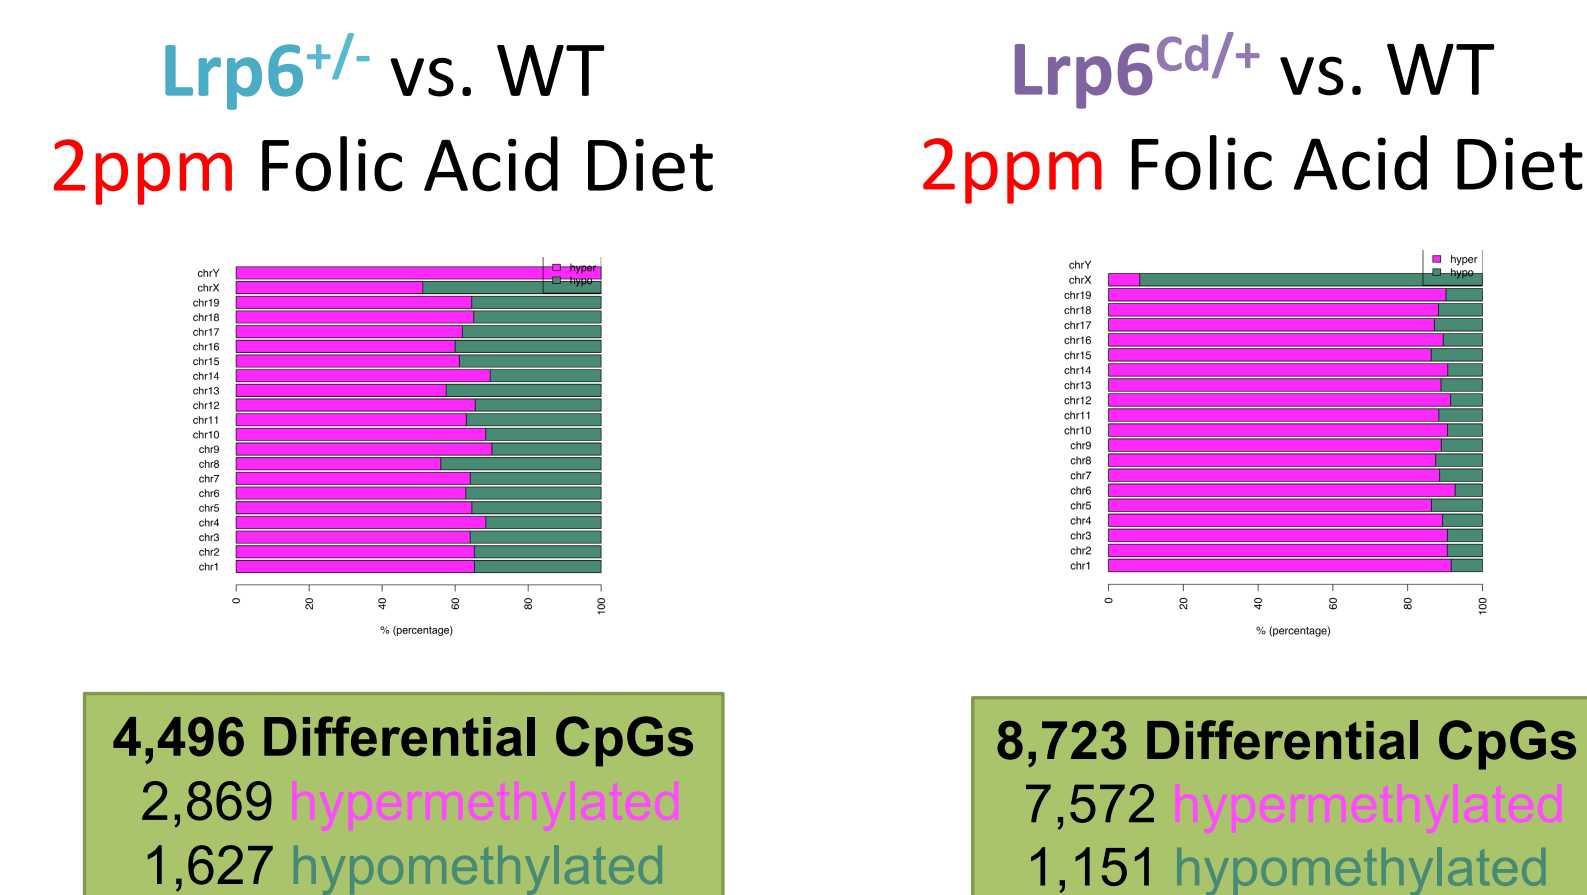 Lrp6+/- vs. WT
2ppm Folic Acid Diet
hyper
hypo
chrY
chrX
chr19
chr18
chr17
chr16
chr15
chr14
chr13
chr12
chr11
chr10
chr9
chr8
chr7
chr6
chr5
chr4
chr3
chr2
chr1
0 20 40 60 80 100
% (percentage)
4,496 Differential CpGs
2,869 hypermethylated
1,627 hypomethylated
Lrp6Cd/+ vs. WT
2ppm Folic Acid Diet
hyper
hypo
chrY
chrX
chr19
chr18
chr17
chr16
chr15
chr14
chr13
chr12
chr11
chr10
chr9
chr8
chr7
chr6
chr5
chr4
chr3
chr2
chr1
0 20 40 60 80 100
% (percentage)
8,723 Differential CpGs
7,572 hypermethylated
1,151 hypomethylated